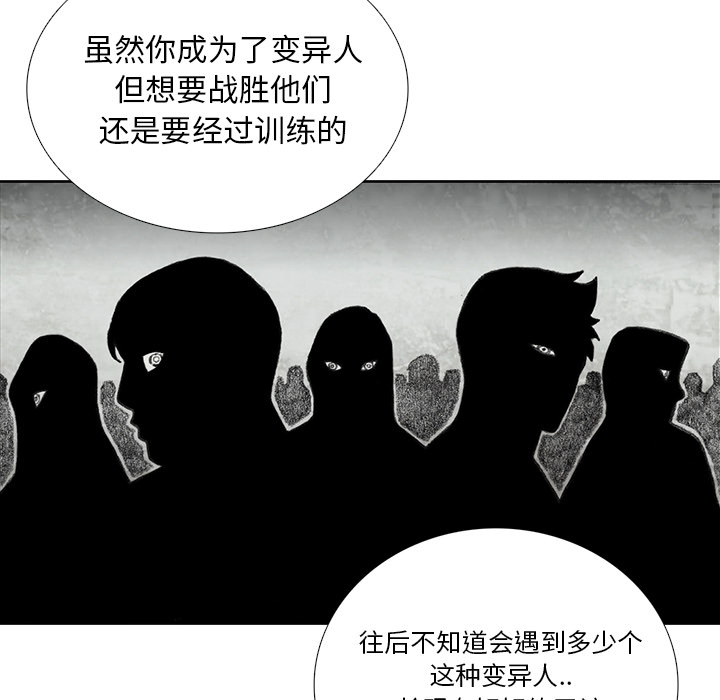 虽然你成为了变异人
但想要战胜他们
还是要经过训练的
往后不知道会遇到多少个
这种变异人..